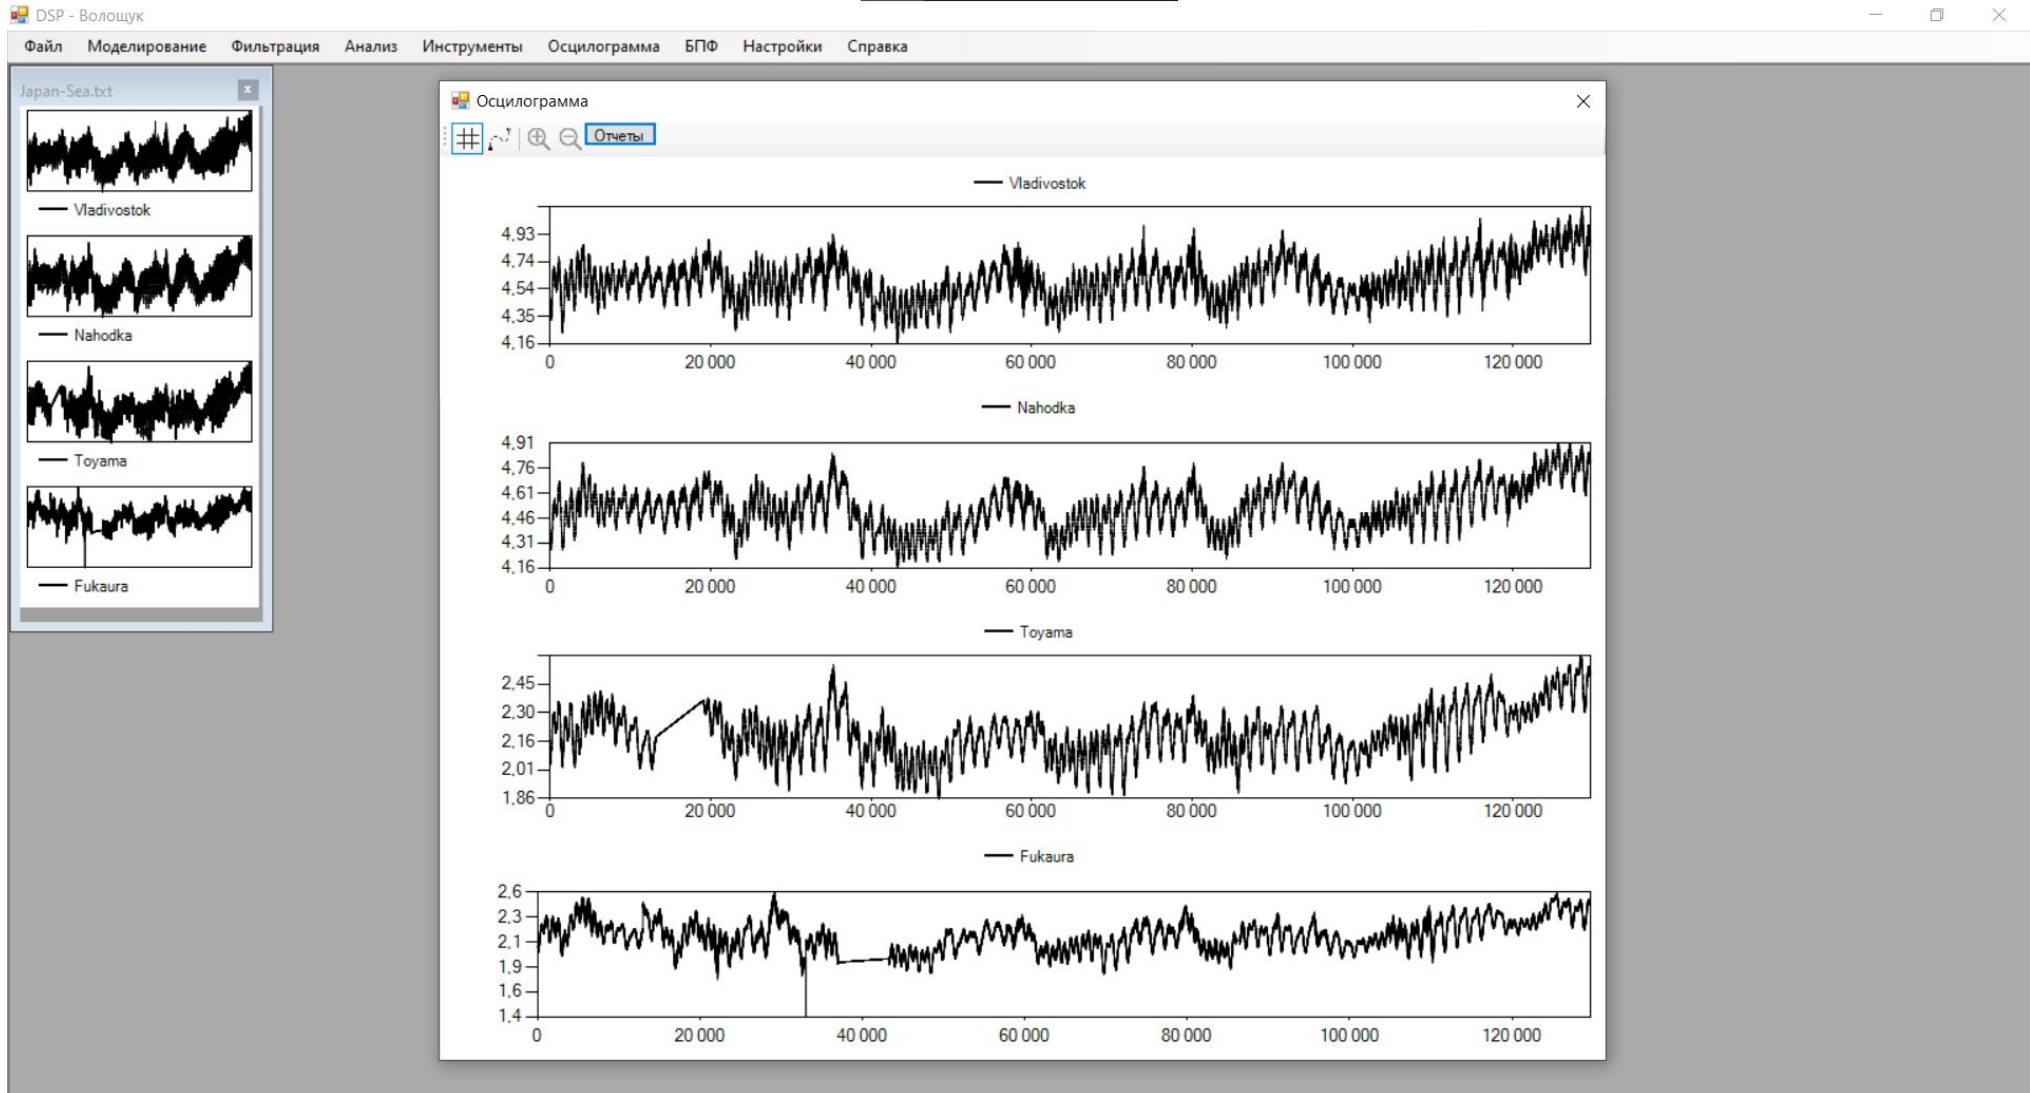 DSP - Волощук
Файл Моделирование Фильтрация Анализ Инструменты Осцилограмма БПФ Настройки Справка
Japan-Sea.txt
Vladivostok
Nahodka
Toyama
Fukaura
Осцилограмма
Отчеты
Vladivostok
4,93
4,74
4,54
4,35
4,16
0 20 000 40 000 60 000 80 000 100 000 120 000
Nahodka
4,91
4,76
4,61
4,46
4,31
4,16
0 20 000 40 000 60 000 80 000 100 000 120 000
Toyama
2,45
2,30
2,16
2,01
1,86
0 20 000 40 000 60 000 80 000 100 000 120 000
Fukaura
2,6
2,3
2,1
1,9
1,6
1,4
0 20 000 40 000 60 000 80 000 100 000 120 000